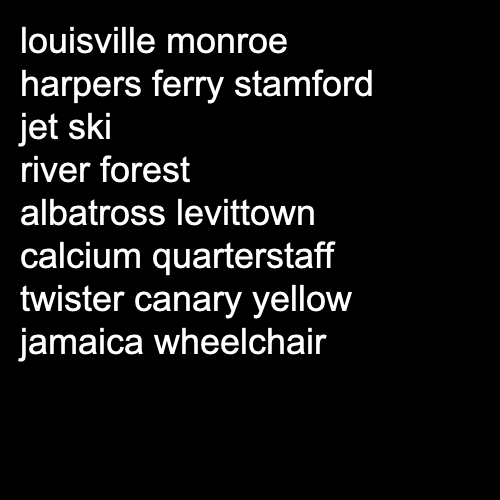 louisville monroe
harpers ferry stamford
jet ski
river forest
albatross levittown
calcium quarterstaff
twister canary yellow
jamaica wheelchair